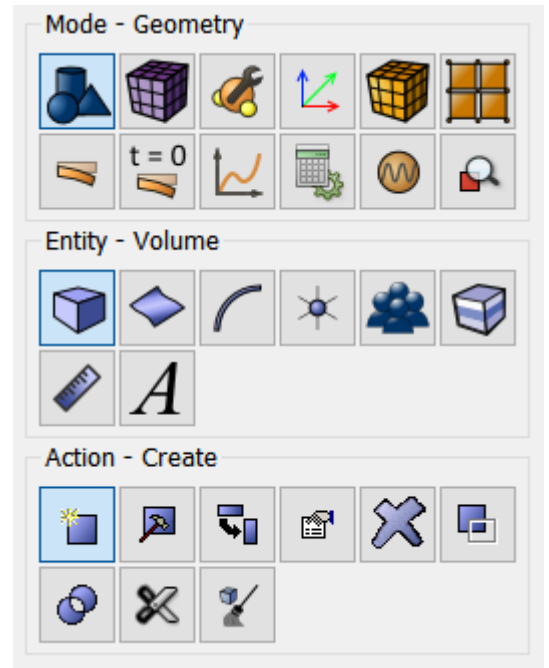 Mode - Geometry
t = 0
Entity - Volume
A
Action - Create